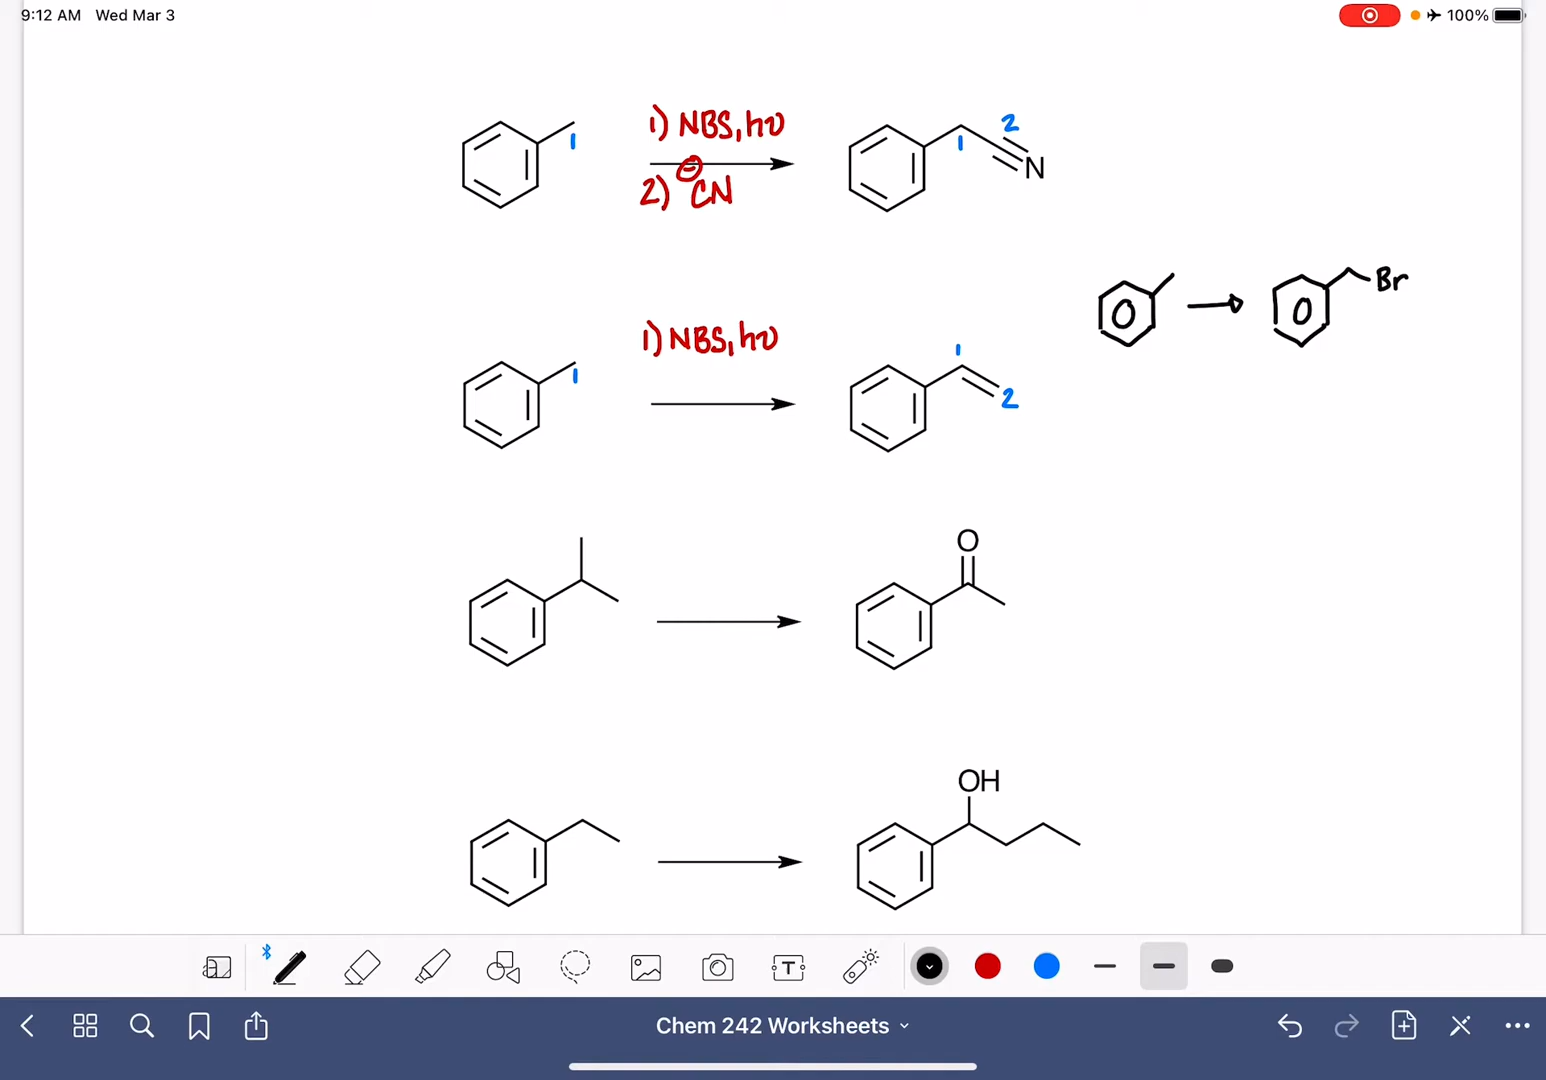 9:12 AM Wed Mar 3
100%
1) NBS, hν
2) ⊖CN
1
1
2
N
Br
1) NBS, hν
1
1
2
O
OH
T
Chem 242 Worksheets